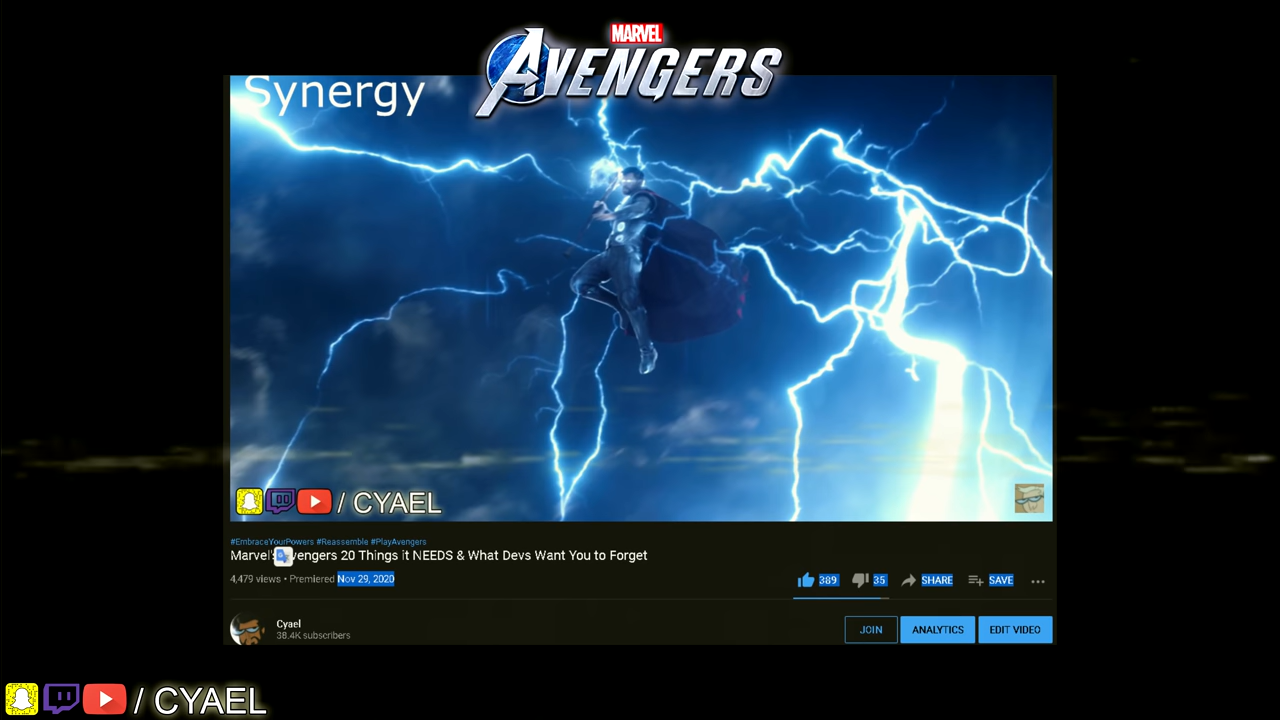 MARVEL
AVENGERS
Synergy
/ CYAEL
#EmbraceYourPowers #Reassemble #PlayAvengers
Marvel's vengers 20 Things it NEEDS & What Devs Want You to Forget
4,479 views • Premiered Nov 29, 2020
389 35 SHARE SAVE
Cyael
38.4K subscribers
JOIN ANALYTICS EDIT VIDEO
/ CYAEL